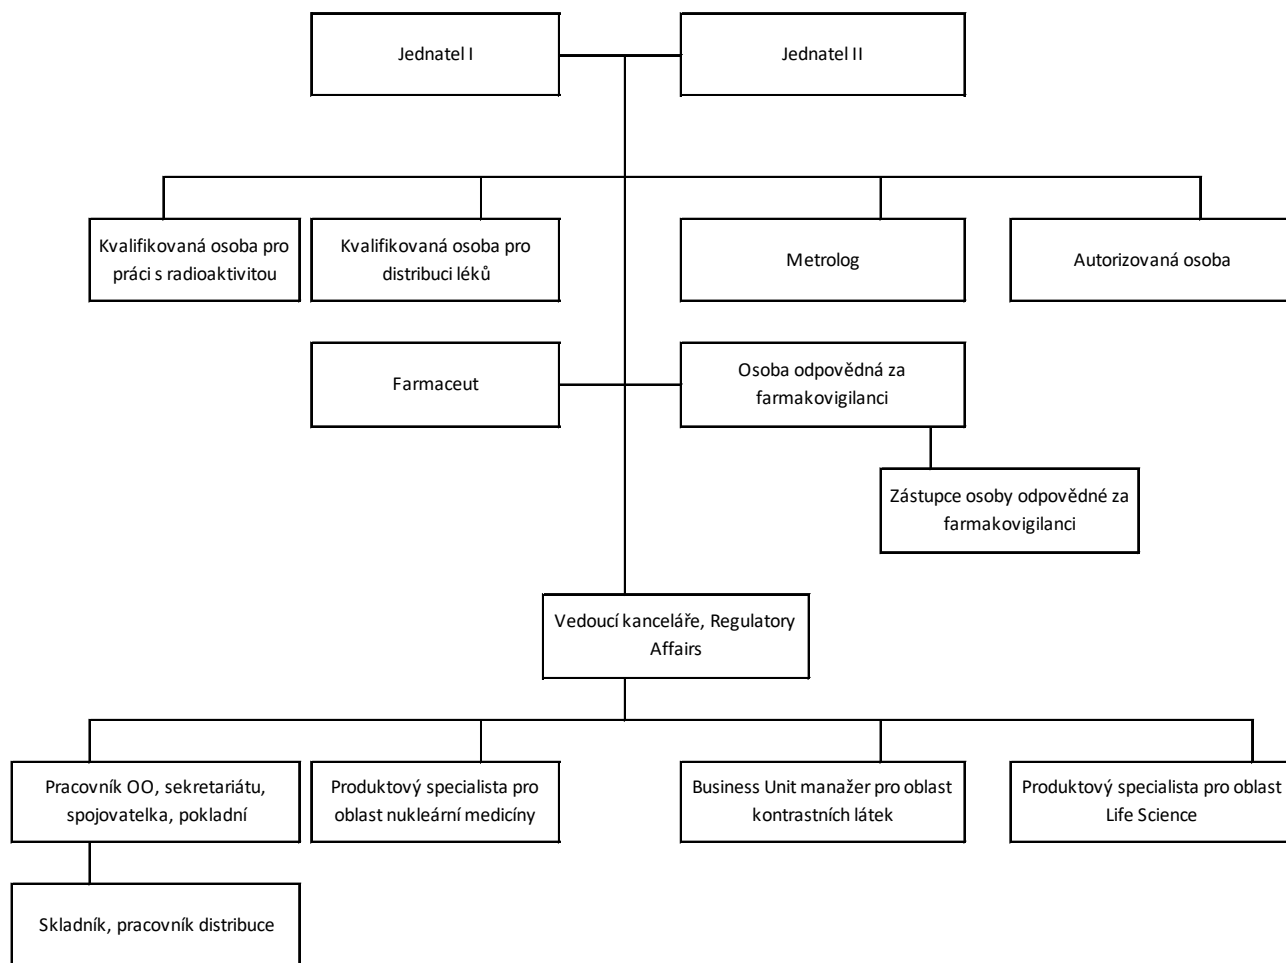 Jednatel I
Jednatel II
Kvalifikovaná osoba pro
práci s radioaktivitou
Kvalifikovaná osoba pro
distribuci léků
Metrolog
Autorizovaná osoba
Farmaceut
Osoba odpovědná za
farmakovigilanci
Zástupce osoby odpovědné za
farmakovigilanci
Vedoucí kanceláře, Regulatory
Affairs
Pracovník OO, sekretariátu,
spojovatelka, pokladní
Produktový specialista pro
oblast nukleární medicíny
Business Unit manažer pro oblast
kontrastních látek
Produktový specialista pro oblast
Life Science
Skladník, pracovník distribuce